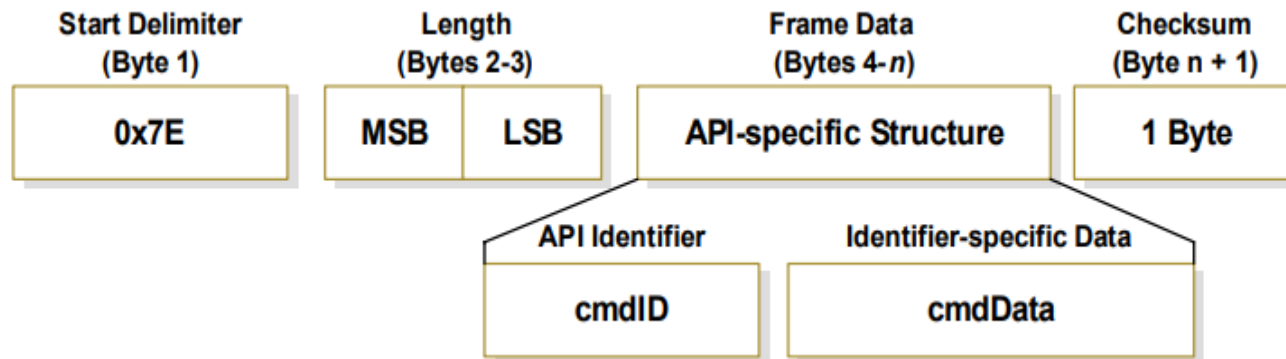 Start Delimiter
(Byte 1)
Length
(Bytes 2-3)
Frame Data
(Bytes 4-n)
Checksum
(Byte n + 1)
0x7E
MSB
LSB
API-specific Structure
1 Byte
API Identifier
Identifier-specific Data
cmdID
cmdData